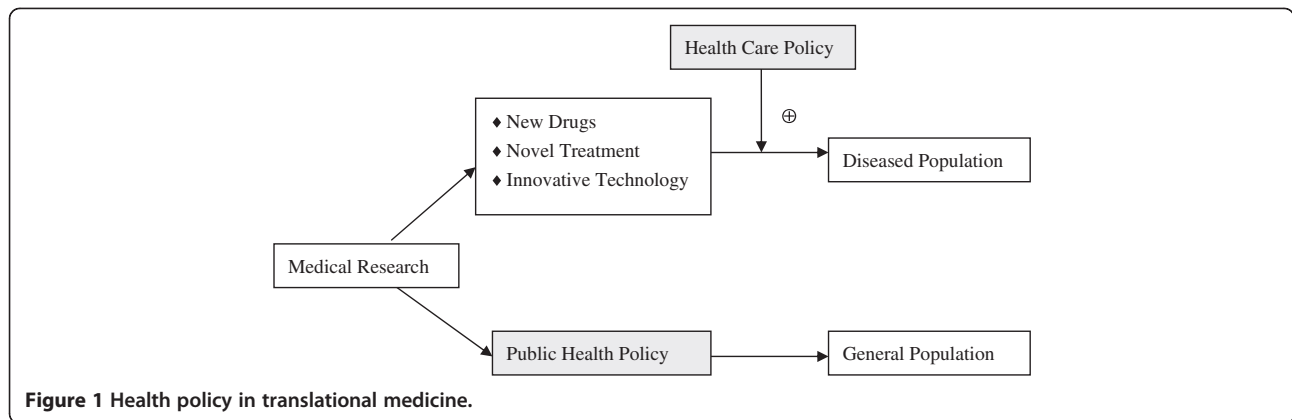 Health Care Policy
⊕
♦ New Drugs
♦ Novel Treatment
♦ Innovative Technology
Diseased Population
Medical Research
Public Health Policy
General Population
Figure 1 Health policy in translational medicine.